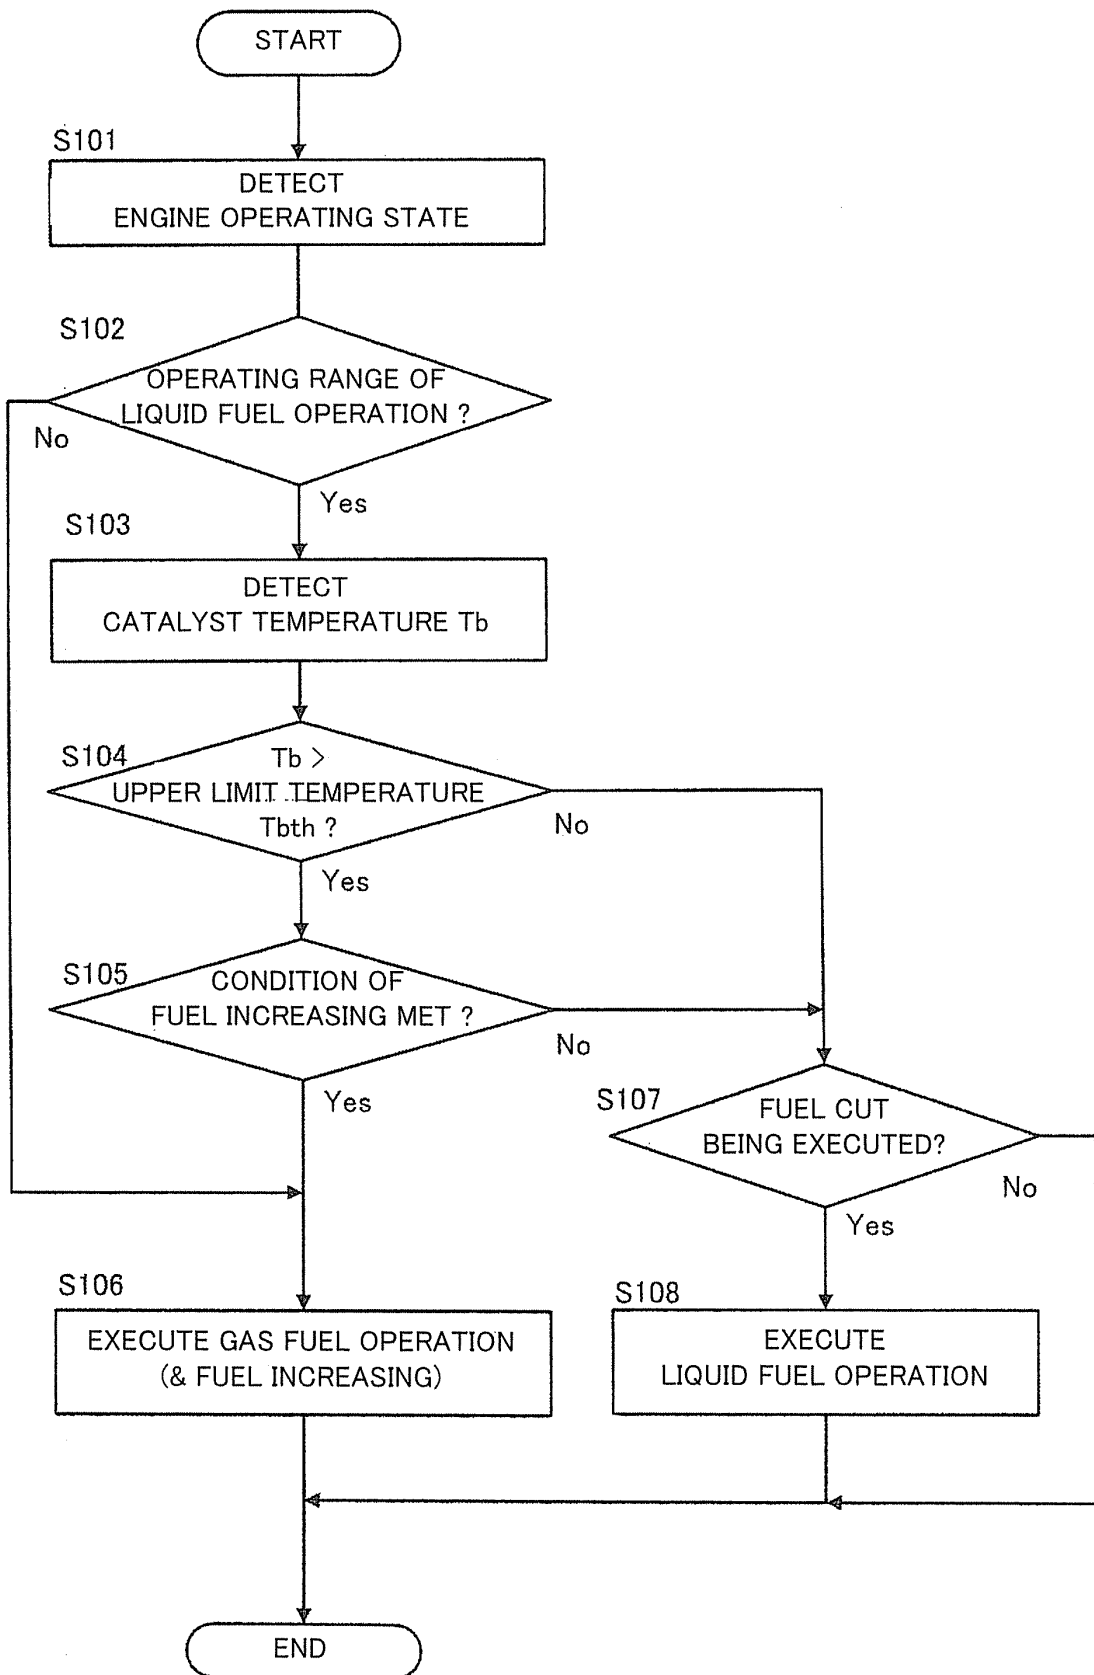 START
S101
DETECT
ENGINE OPERATING STATE
S102
OPERATING RANGE OF
LIQUID FUEL OPERATION ?
No
Yes
S103
DETECT
CATALYST TEMPERATURE Tb
S104
Tb >
UPPER LIMIT TEMPERATURE
Tbth ?
No
Yes
S105
CONDITION OF
FUEL INCREASING MET ?
No
Yes
S107
FUEL CUT
BEING EXECUTED?
No
Yes
S106
EXECUTE GAS FUEL OPERATION
(& FUEL INCREASING)
S108
EXECUTE
LIQUID FUEL OPERATION
END